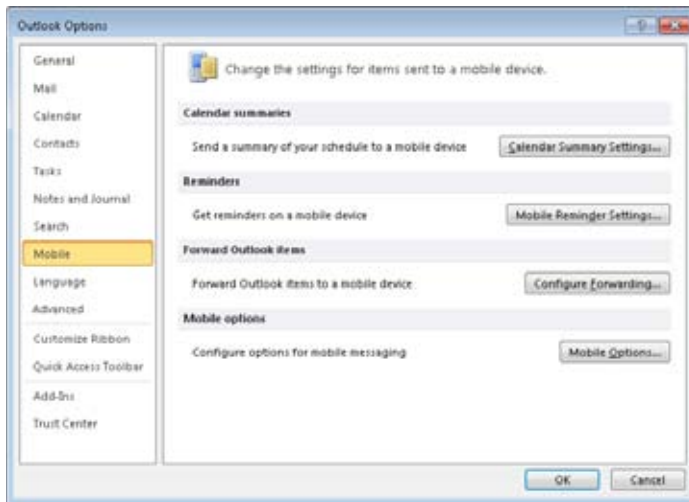 Outlook Options
General
Mail
Calendar
Contacts
Tasks
Notes and Journal
Search
Mobile
Language
Advanced
Customize Ribbon
Quick Access Toolbar
Add-Ins
Trust Center
Change the settings for items sent to a mobile device.
Calendar summaries
Send a summary of your schedule to a mobile device
Calendar Summary Settings...
Reminders
Get reminders on a mobile device
Mobile Reminder Settings...
Forward Outlook items
Forward Outlook items to a mobile device
Configure Forwarding...
Mobile options
Configure options for mobile messaging
Mobile Options...
OK
Cancel